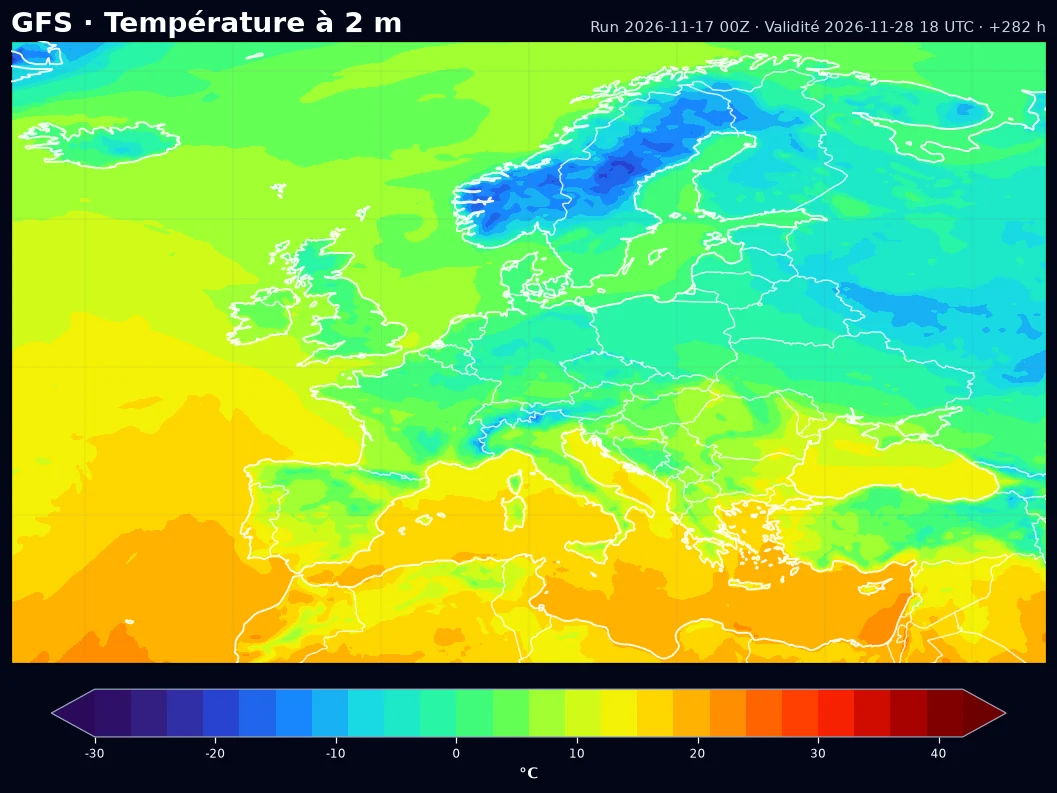 GFS · Température à 2 m
Run 2026-11-17 00Z · Validité 2026-11-28 18 UTC · +282 h
-30 -20 -10 0 10 20 30 40
°C